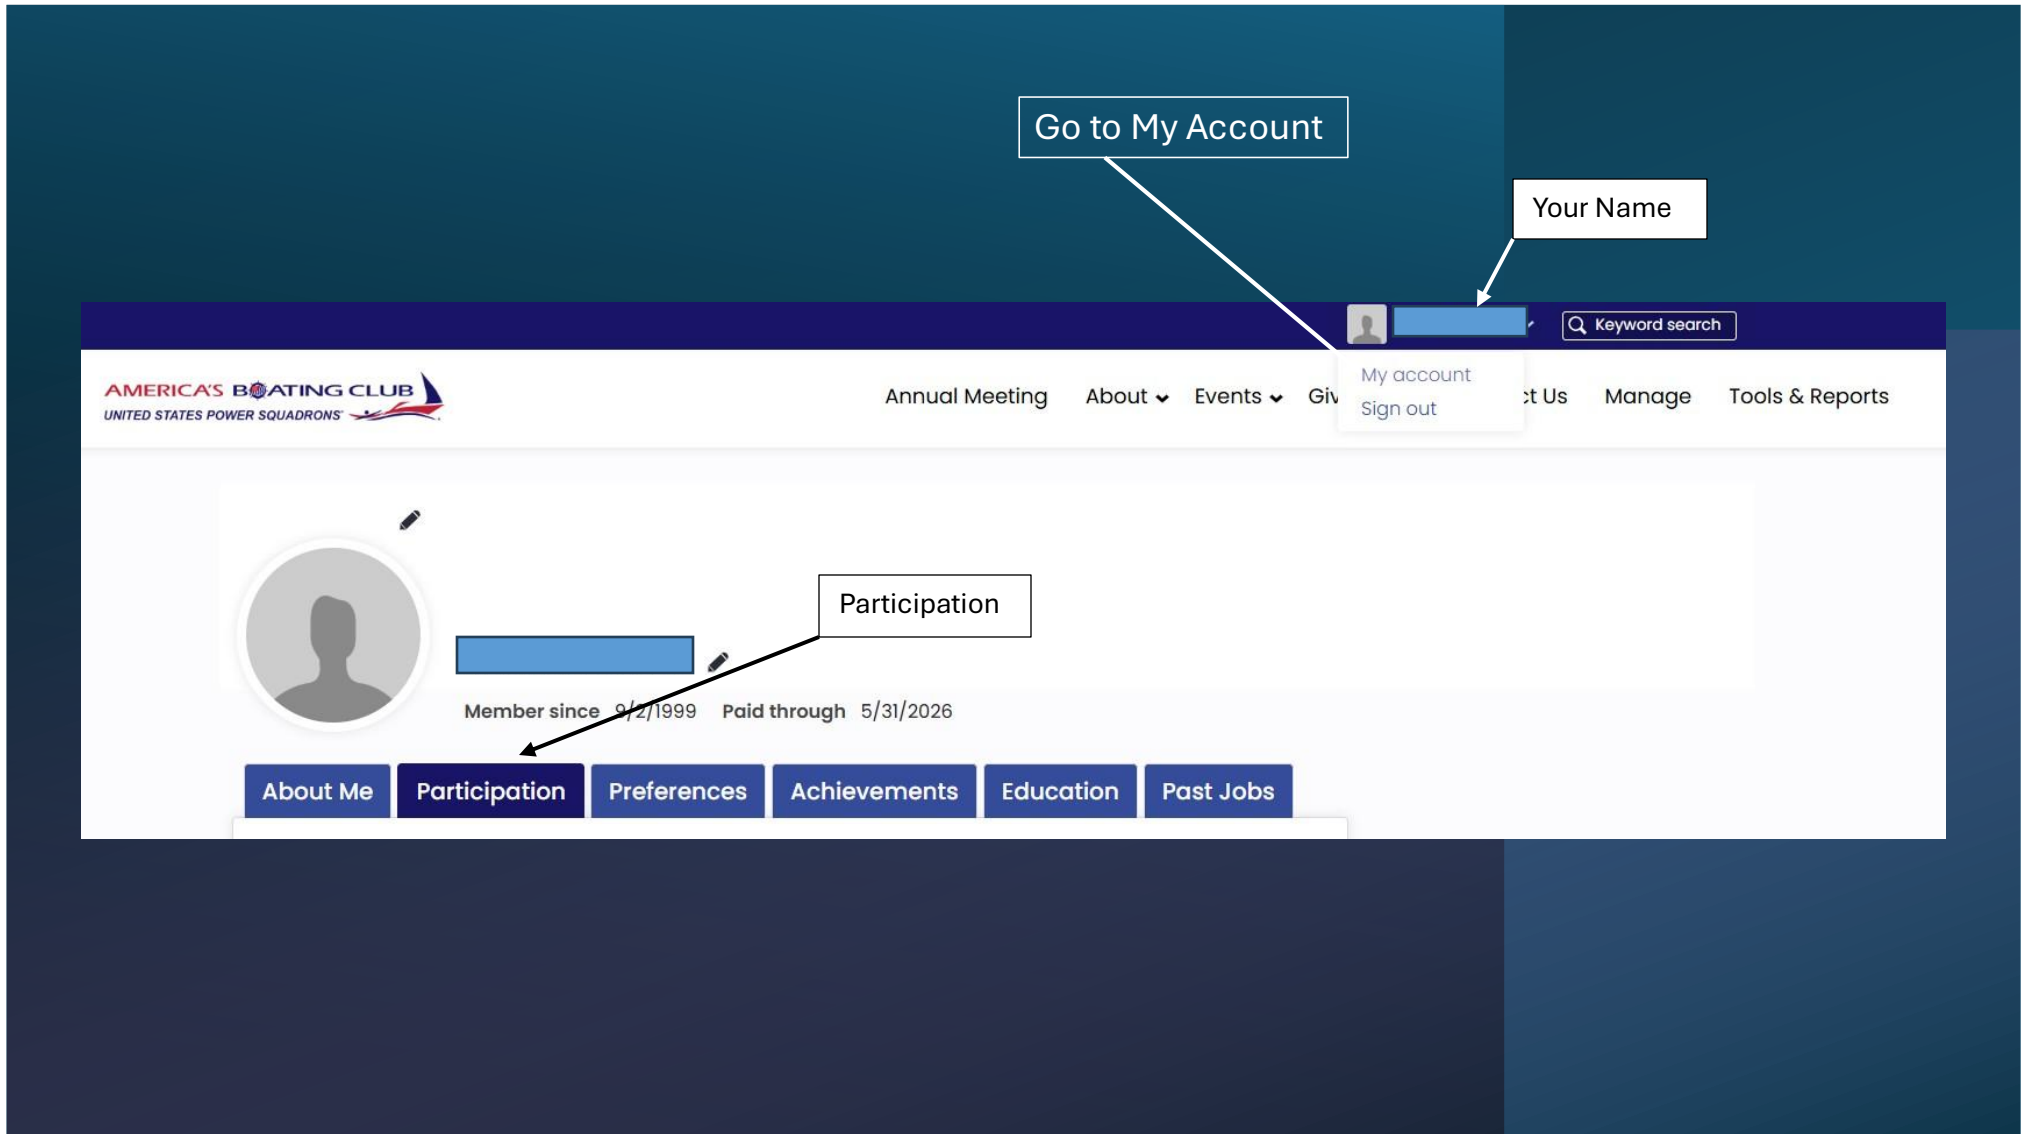 Go to My Account
Your Name
Keyword search
My account
Sign out
AMERICA'S BOATING CLUB
UNITED STATES POWER SQUADRONS
Annual Meeting About Events Giv ct Us Manage Tools & Reports
Participation
Member since 9/2/1999 Paid through 5/31/2026
About Me Participation Preferences Achievements Education Past Jobs